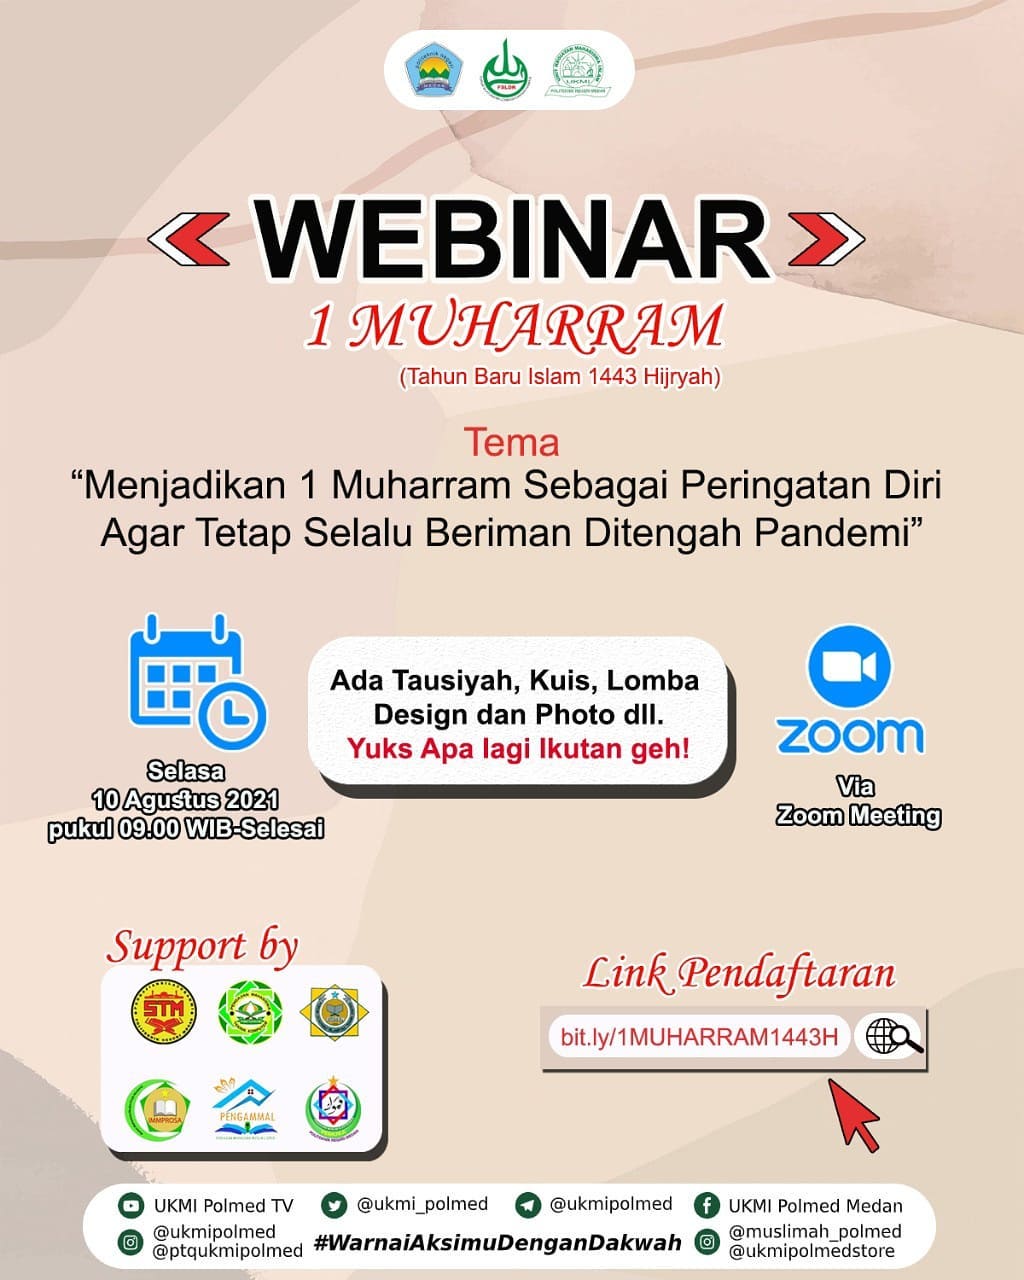 FSLDK
UKMI
WEBINAR
1 MUHARRAM
(Tahun Baru Islam 1443 Hijryah)
Tema
“Menjadikan 1 Muharram Sebagai Peringatan Diri
Agar Tetap Selalu Beriman Ditengah Pandemi”
Ada Tausiyah, Kuis, Lomba
Design dan Photo dll.
Yuks Apa lagi Ikutan geh!
zoom
Selasa
10 Agustus 2021
pukul 09.00 WIB-Selesai
Via
Zoom Meeting
Support by
STM
IMMPROSA
PENGAMMAL
Link Pendaftaran
bit.ly/1MUHARRAM1443H
UKMI Polmed TV
@ukmi_polmed
@ukmipolmed
UKMI Polmed Medan
@ukmipolmed
@ptqukmipolmed
#WarnaiAksimuDenganDakwah
@muslimah_polmed
@ukmipolmedstore